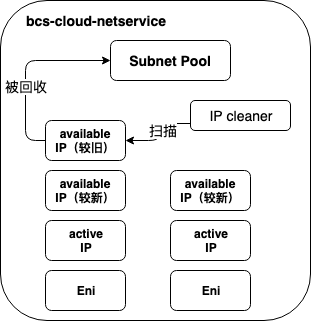 bcs-cloud-netservice
Subnet Pool
被回收
IP cleaner
扫描
available
IP（较旧）
available
IP（较新）
available
IP（较新）
active
IP
active
IP
Eni
Eni